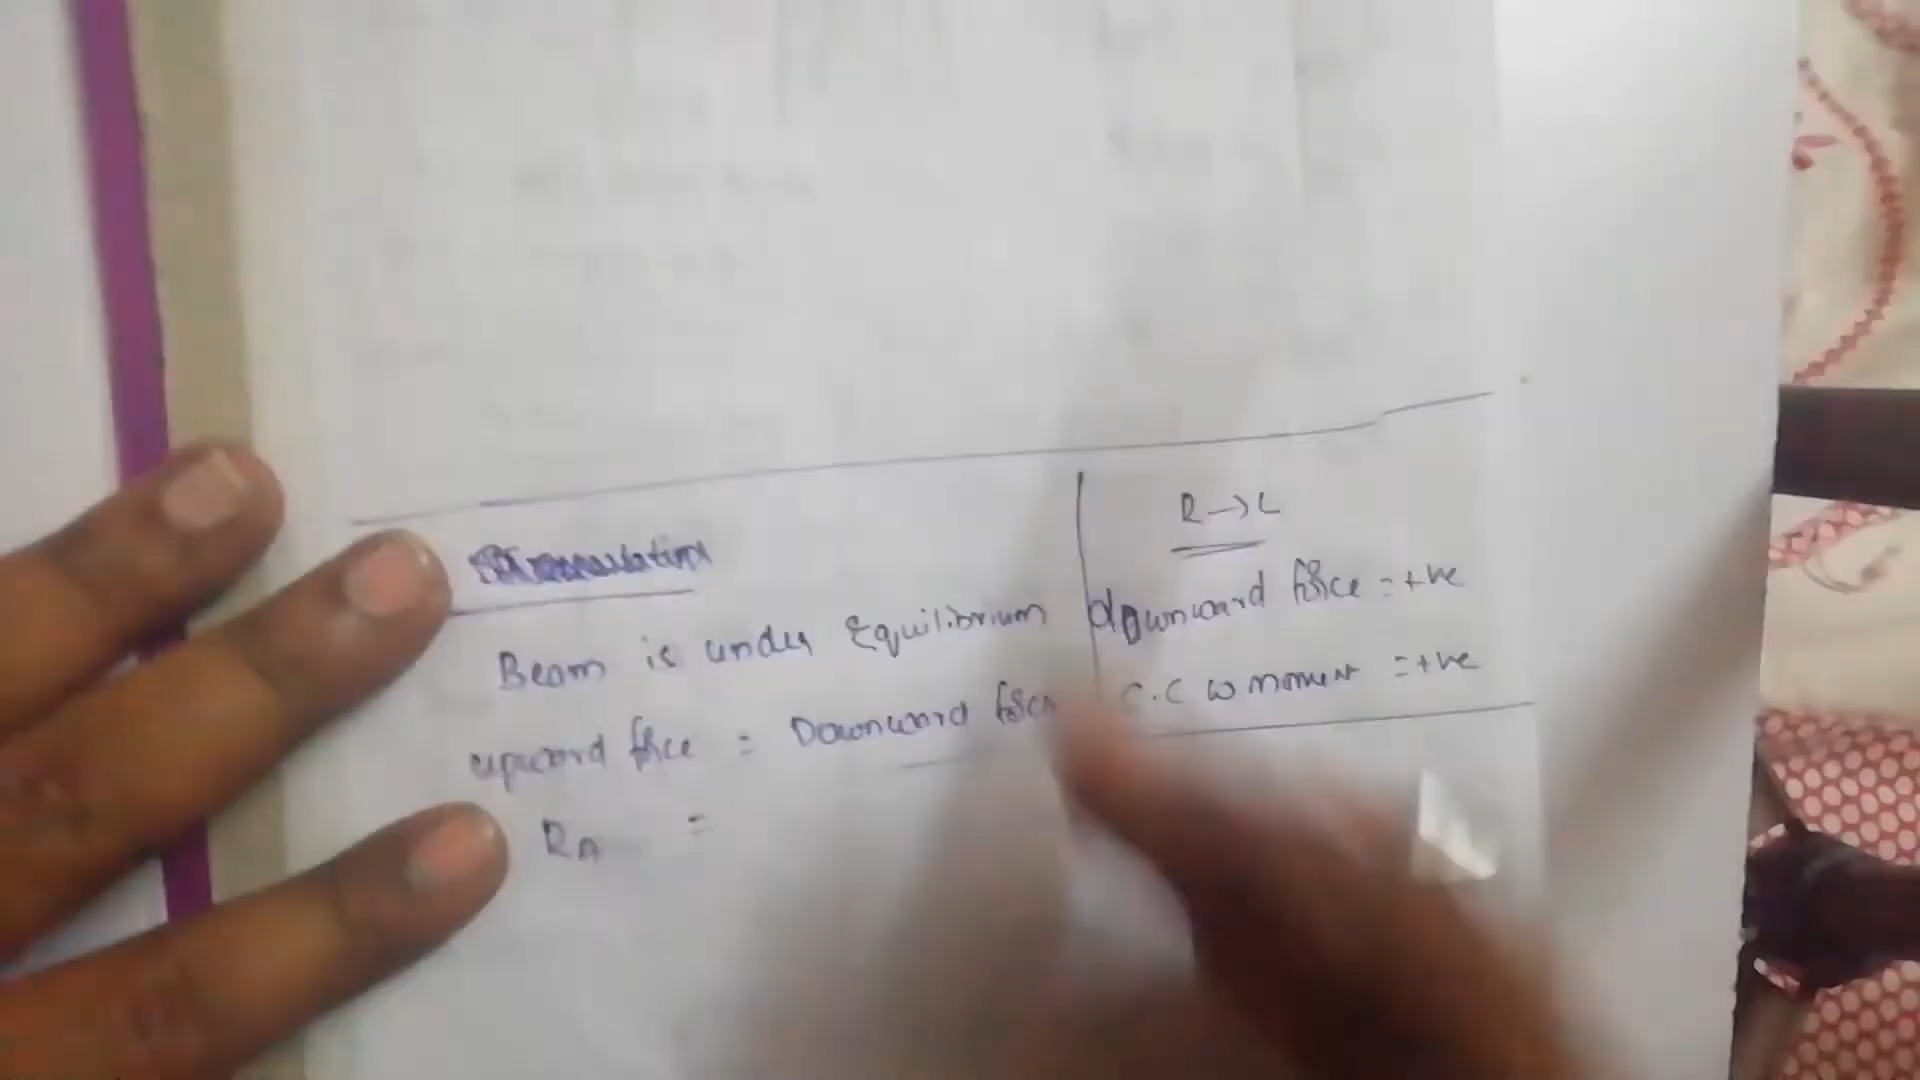 Beam is under Equilibrium
upward force = Downward force
RA =
R→L
downward force = +ve
C.C W moment = +ve